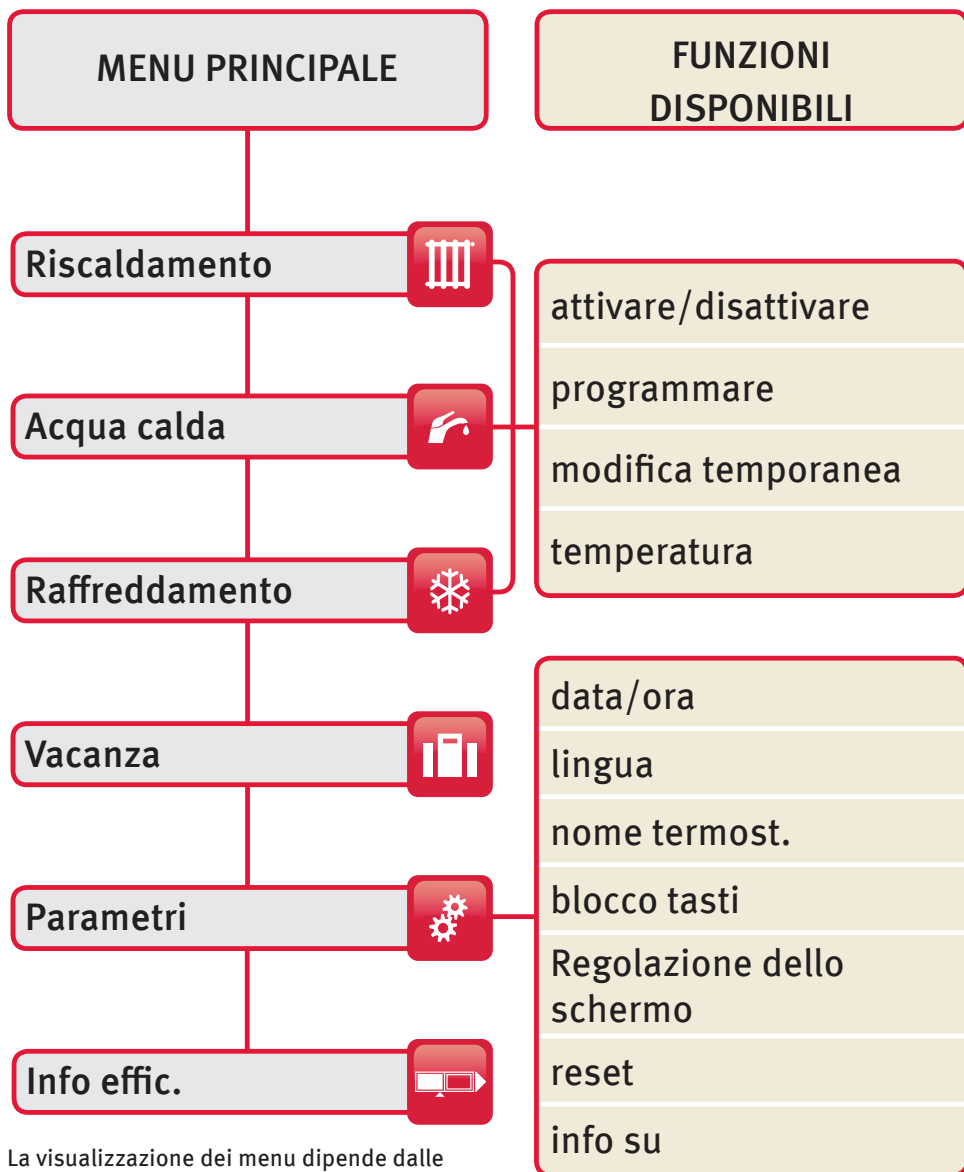 MENU PRINCIPALE
FUNZIONI
DISPONIBILI
Riscaldamento
Acqua calda
Raffreddamento
attivare/disattivare
programmare
modifica temporanea
temperatura
Vacanza
Parametri
Info effic.
data/ora
lingua
nome termost.
blocco tasti
Regolazione dello
schermo
reset
info su
La visualizzazione dei menu dipende dalle